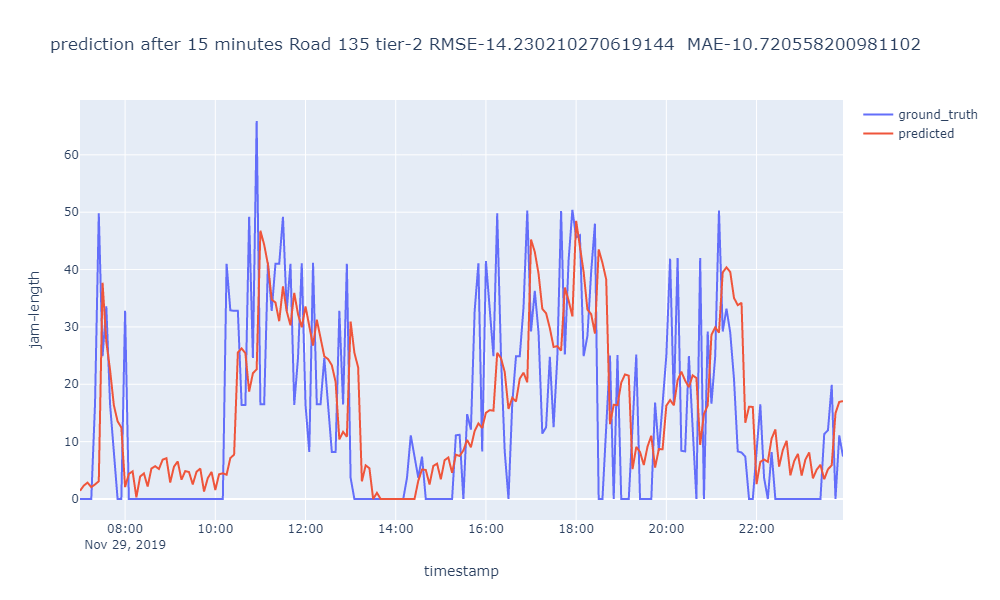 prediction after 15 minutes Road 135 tier-2 RMSE-14.230210270619144  MAE-10.720558200981102
ground_truth
predicted
60
50
40
30
20
10
0
jam-length
08:00 10:00 12:00 14:00 16:00 18:00 20:00 22:00
Nov 29, 2019
timestamp